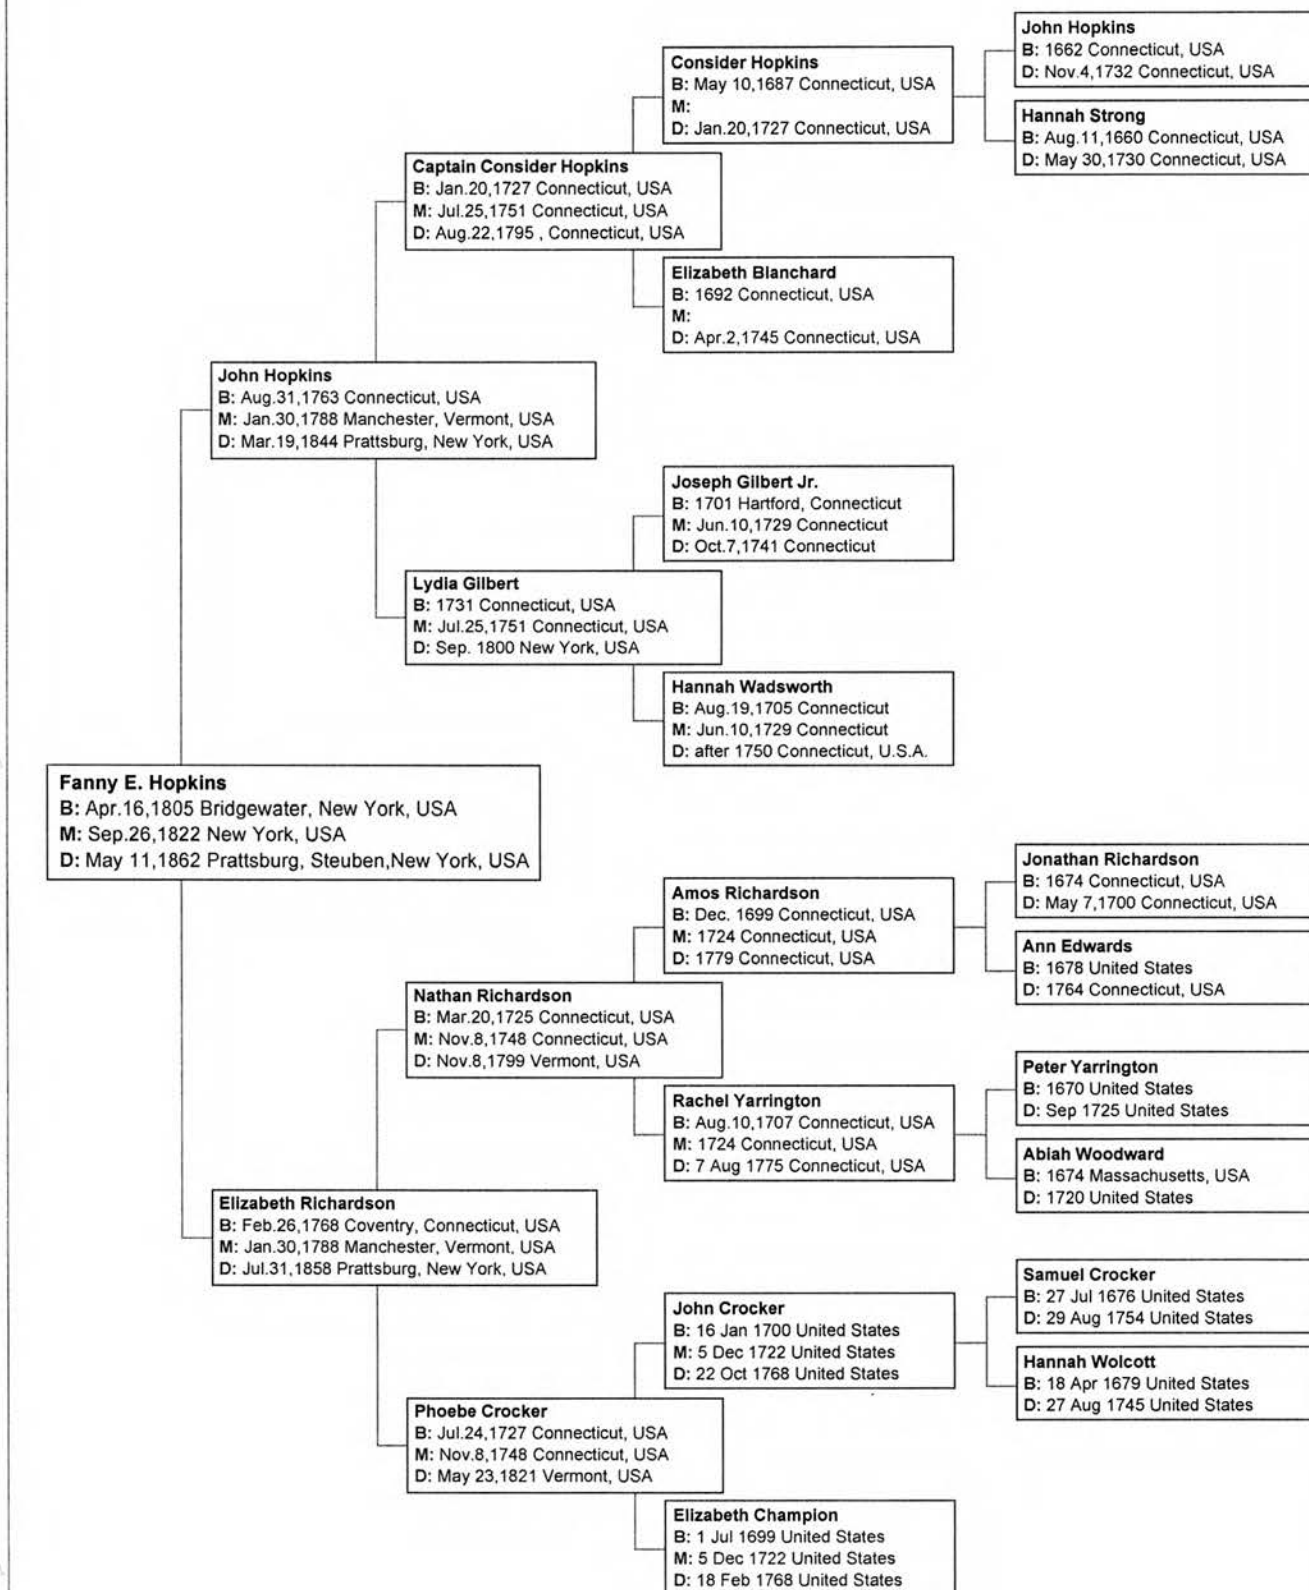 John Hopkins
B: 1662 Connecticut, USA
D: Nov.4,1732 Connecticut, USA
Consider Hopkins
B: May 10,1687 Connecticut, USA
M:
D: Jan.20,1727 Connecticut, USA
Hannah Strong
B: Aug.11,1660 Connecticut, USA
D: May 30,1730 Connecticut, USA
Captain Consider Hopkins
B: Jan.20,1727 Connecticut, USA
M: Jul.25,1751 Connecticut, USA
D: Aug.22,1795 , Connecticut, USA
Elizabeth Blanchard
B: 1692 Connecticut, USA
M:
D: Apr.2,1745 Connecticut, USA
John Hopkins
B: Aug.31,1763 Connecticut, USA
M: Jan.30,1788 Manchester, Vermont, USA
D: Mar.19,1844 Prattsburg, New York, USA
Joseph Gilbert Jr.
B: 1701 Hartford, Connecticut
M: Jun.10,1729 Connecticut
D: Oct.7,1741 Connecticut
Lydia Gilbert
B: 1731 Connecticut, USA
M: Jul.25,1751 Connecticut, USA
D: Sep. 1800 New York, USA
Hannah Wadsworth
B: Aug.19,1705 Connecticut
M: Jun.10,1729 Connecticut
D: after 1750 Connecticut, U.S.A.
Fanny E. Hopkins
B: Apr.16,1805 Bridgewater, New York, USA
M: Sep.26,1822 New York, USA
D: May 11,1862 Prattsburg, Steuben,New York, USA
Jonathan Richardson
B: 1674 Connecticut, USA
D: May 7,1700 Connecticut, USA
Amos Richardson
B: Dec. 1699 Connecticut, USA
M: 1724 Connecticut, USA
D: 1779 Connecticut, USA
Ann Edwards
B: 1678 United States
D: 1764 Connecticut, USA
Nathan Richardson
B: Mar.20,1725 Connecticut, USA
M: Nov.8,1748 Connecticut, USA
D: Nov.8,1799 Vermont, USA
Peter Yarrington
B: 1670 United States
D: Sep 1725 United States
Rachel Yarrington
B: Aug.10,1707 Connecticut, USA
M: 1724 Connecticut, USA
D: 7 Aug 1775 Connecticut, USA
Abiah Woodward
B: 1674 Massachusetts, USA
D: 1720 United States
Elizabeth Richardson
B: Feb.26,1768 Coventry, Connecticut, USA
M: Jan.30,1788 Manchester, Vermont, USA
D: Jul.31,1858 Prattsburg, New York, USA
Samuel Crocker
B: 27 Jul 1676 United States
D: 29 Aug 1754 United States
John Crocker
B: 16 Jan 1700 United States
M: 5 Dec 1722 United States
D: 22 Oct 1768 United States
Hannah Wolcott
B: 18 Apr 1679 United States
D: 27 Aug 1745 United States
Phoebe Crocker
B: Jul.24,1727 Connecticut, USA
M: Nov.8,1748 Connecticut, USA
D: May 23,1821 Vermont, USA
Elizabeth Champion
B: 1 Jul 1699 United States
M: 5 Dec 1722 United States
D: 18 Feb 1768 United States